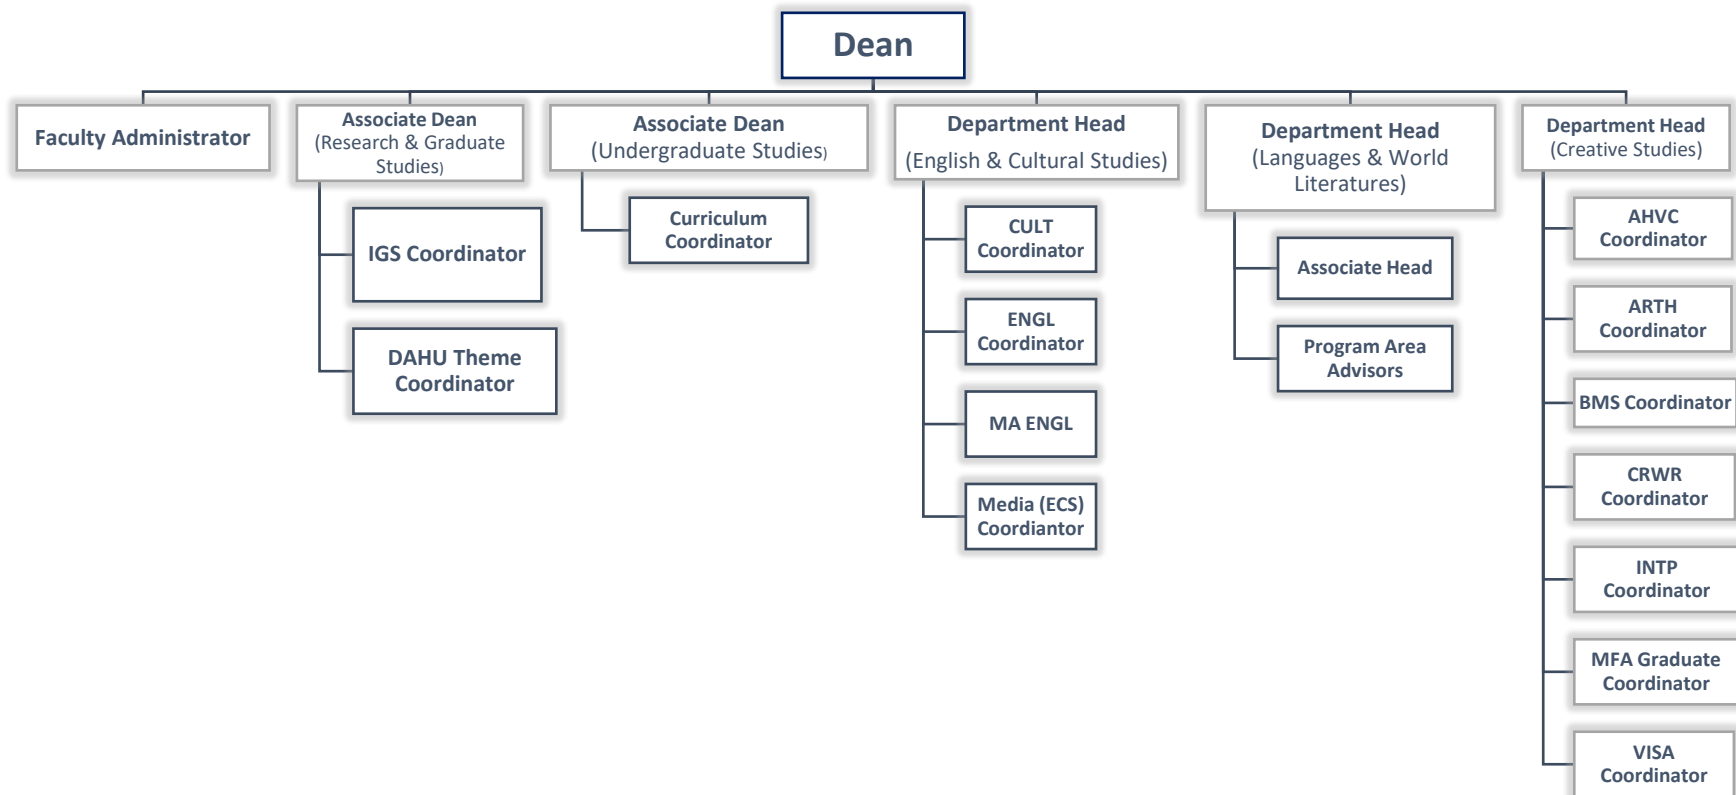 Dean
Faculty Administrator
Associate Dean
(Research & Graduate
Studies)
IGS Coordinator
DAHU Theme
Coordinator
Associate Dean
(Undergraduate Studies)
Curriculum
Coordinator
Department Head
(English & Cultural Studies)
CULT
Coordinator
ENGL
Coordinator
MA ENGL
Media (ECS)
Coordiantor
Department Head
(Languages & World
Literatures)
Associate Head
Program Area
Advisors
Department Head
(Creative Studies)
AHVC
Coordinator
ARTH
Coordinator
BMS Coordinator
CRWR
Coordinator
INTP
Coordinator
MFA Graduate
Coordinator
VISA
Coordinator